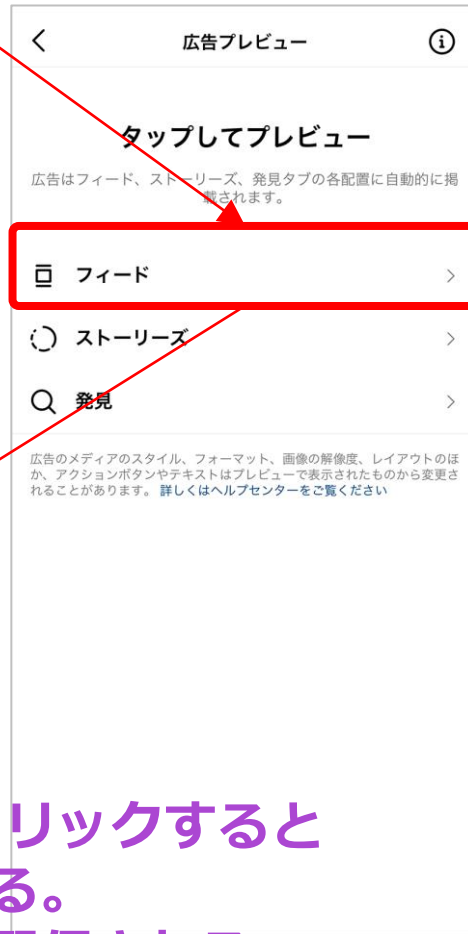 広告プレビュー
タップしてプレビュー
広告はフィード、ストーリーズ、発見タブの各配置に自動的に掲
載されます。
フィード
ストーリーズ
発見
広告のメディアのスタイル、フォーマット、画像の解像度、レイアウトのほ
か、アクションボタンやテキストはプレビューで表示されたものから変更さ
れることがあります。 詳しくはヘルプセンターをご覧ください
リックすると
る。